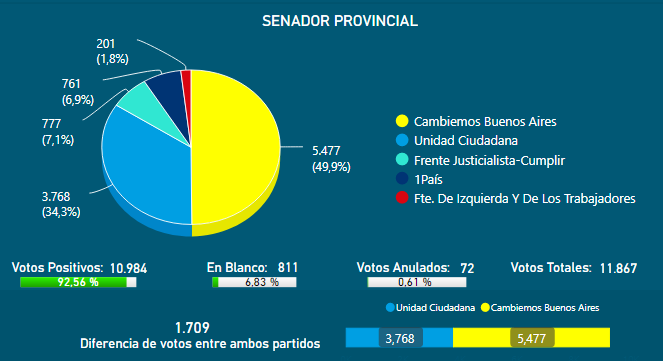 SENADOR PROVINCIAL
201
(1,8%)
761
(6,9%)
777
(7,1%)
3.768
(34,3%)
5.477
(49,9%)
Cambiemos Buenos Aires
Unidad Ciudadana
Frente Justicialista-Cumplir
1País
Fte. De Izquierda Y De Los Trabajadores
Votos Positivos: 10.984
92,56 %
En Blanco: 811
6,83 %
Votos Anulados: 72
0,61 %
Votos Totales: 11.867
1.709
Diferencia de votos entre ambos partidos
Unidad Ciudadana Cambiemos Buenos Aires
3,768 5,477